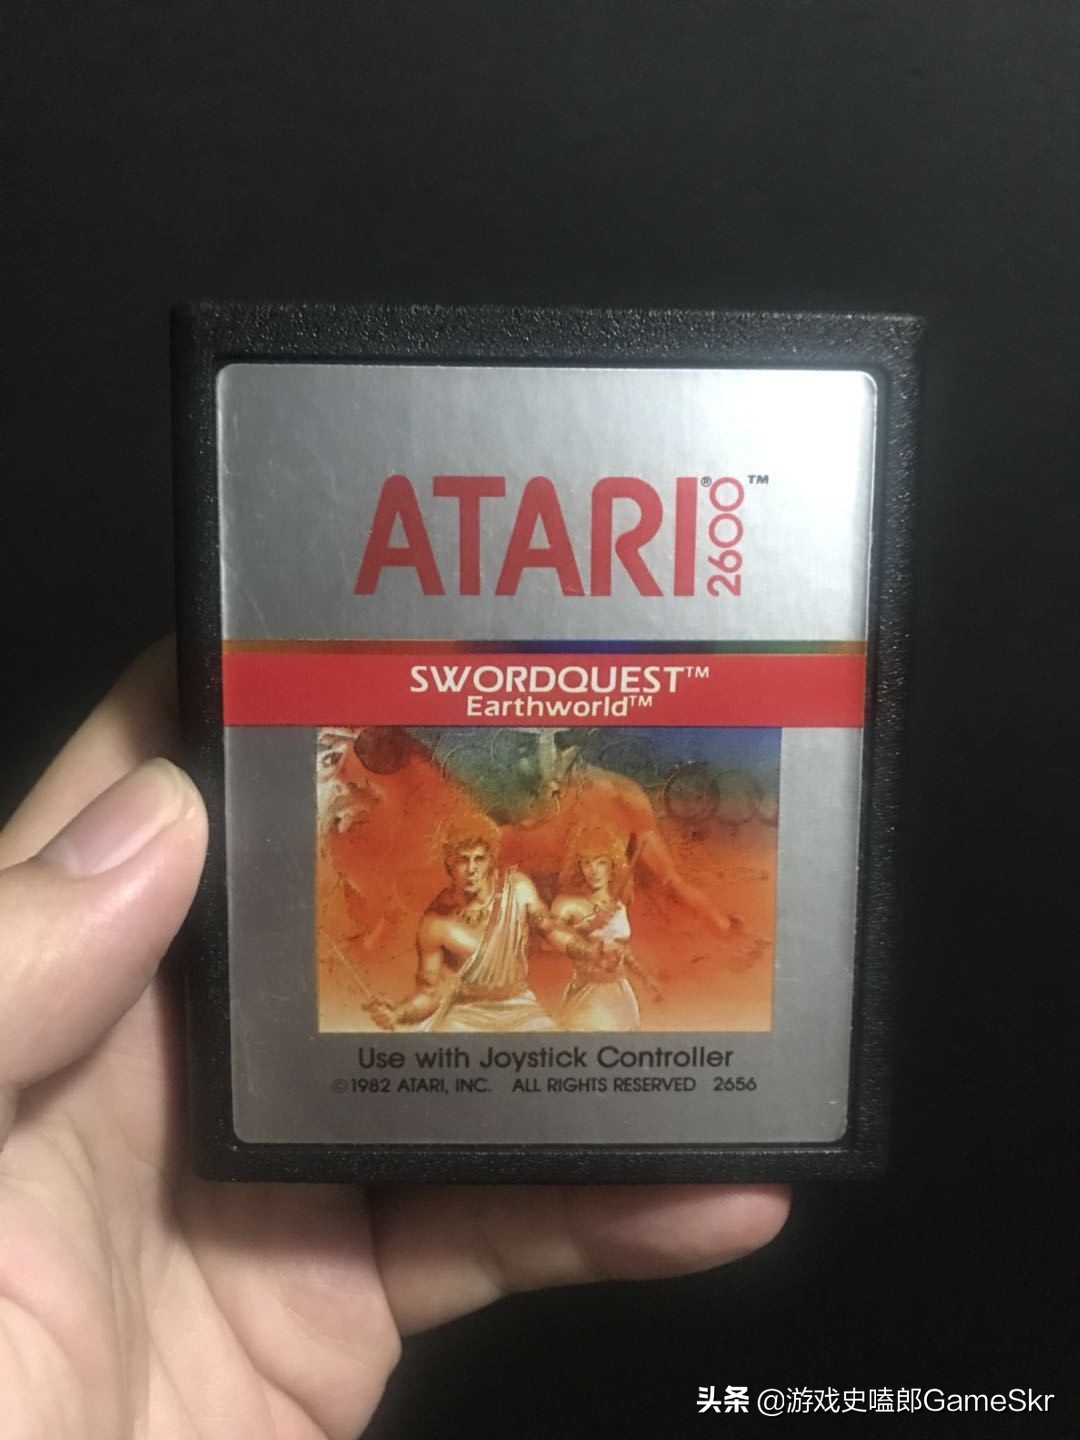 ATARI® 2600™
SWORDQUEST™
Earthworld™
Use with Joystick Controller
©1982 ATARI, INC. ALL RIGHTS RESERVED 2656
头条 @游戏史嗑郎GameSkr